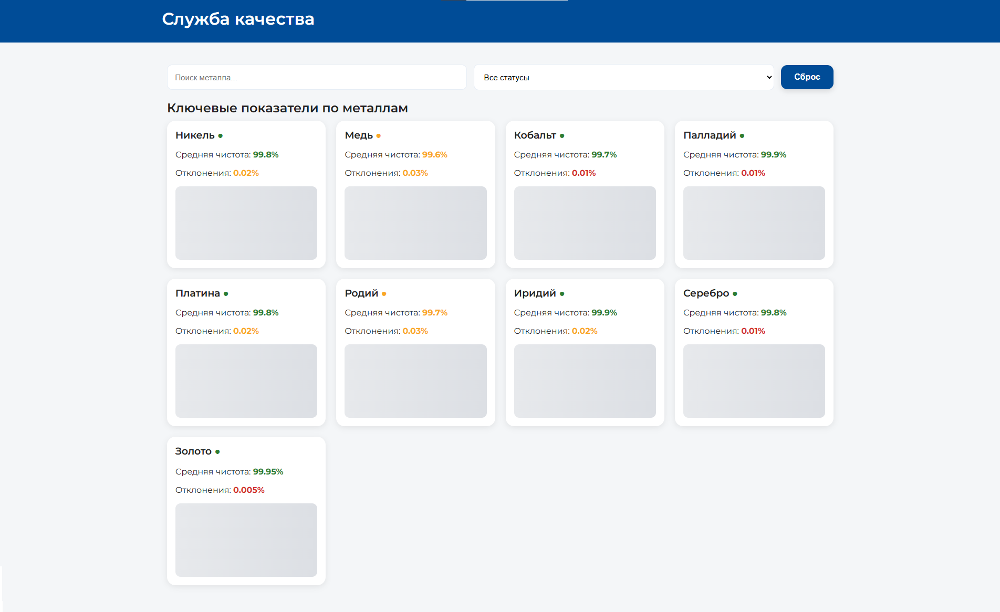 Служба качества
Поиск металла...
Все статусы
Сброс
Ключевые показатели по металлам
Никель
Средняя чистота: 99.8%
Отклонения: 0.02%
Медь
Средняя чистота: 99.6%
Отклонения: 0.03%
Кобальт
Средняя чистота: 99.7%
Отклонения: 0.01%
Палладий
Средняя чистота: 99.9%
Отклонения: 0.01%
Платина
Средняя чистота: 99.8%
Отклонения: 0.02%
Родий
Средняя чистота: 99.7%
Отклонения: 0.03%
Иридий
Средняя чистота: 99.9%
Отклонения: 0.02%
Серебро
Средняя чистота: 99.8%
Отклонения: 0.01%
Золото
Средняя чистота: 99.95%
Отклонения: 0.005%